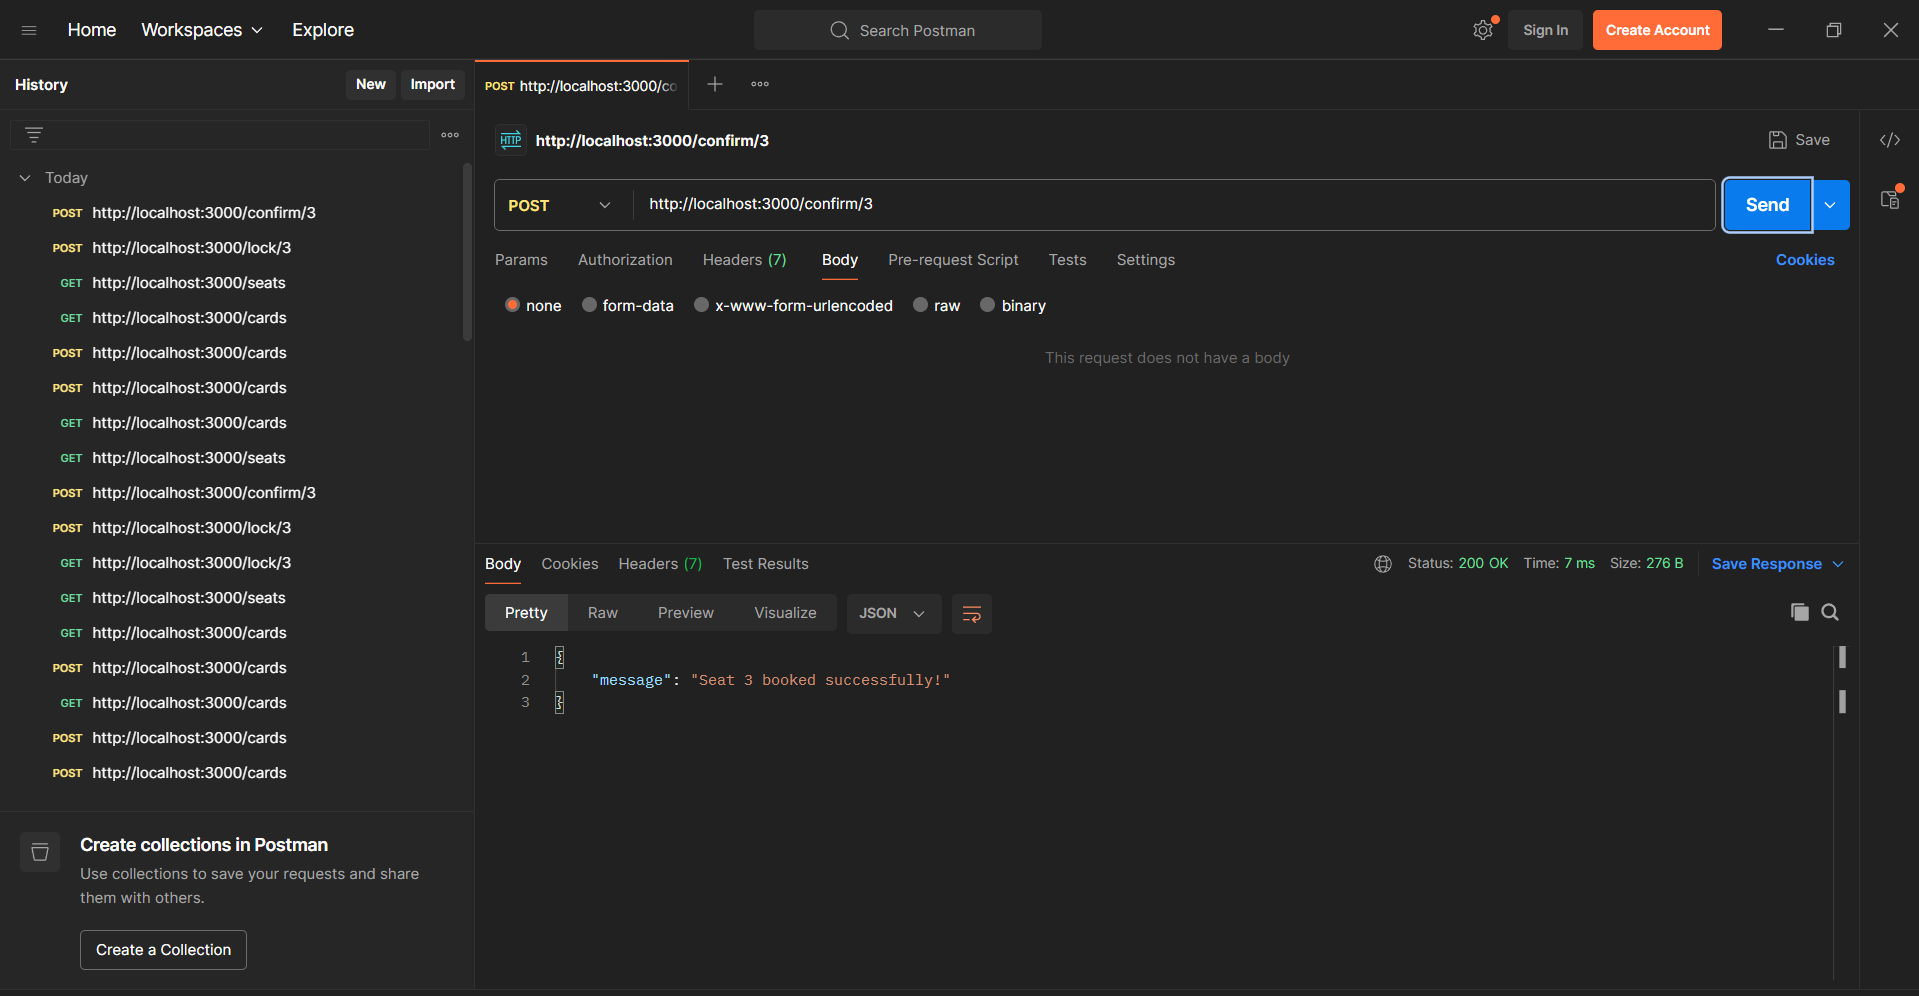 Home Workspaces Explore Search Postman Sign In Create Account
History New Import
POST http://localhost:3000/co
HTTP http://localhost:3000/confirm/3 Save
Today
POST http://localhost:3000/confirm/3
POST http://localhost:3000/lock/3
GET http://localhost:3000/seats
GET http://localhost:3000/cards
POST http://localhost:3000/cards
POST http://localhost:3000/cards
GET http://localhost:3000/cards
GET http://localhost:3000/seats
POST http://localhost:3000/confirm/3
POST http://localhost:3000/lock/3
GET http://localhost:3000/lock/3
GET http://localhost:3000/seats
GET http://localhost:3000/cards
POST http://localhost:3000/cards
GET http://localhost:3000/cards
POST http://localhost:3000/cards
POST http://localhost:3000/cards
Create collections in Postman
Use collections to save your requests and share
them with others.
Create a Collection
POST http://localhost:3000/confirm/3 Send
Params Authorization Headers (7) Body Pre-request Script Tests Settings Cookies
none form-data x-www-form-urlencoded raw binary
This request does not have a body
Body Cookies Headers (7) Test Results Status: 200 OK Time: 7 ms Size: 276 B Save Response
Pretty Raw Preview Visualize JSON
1 {
2 "message": "Seat 3 booked successfully!"
3 }